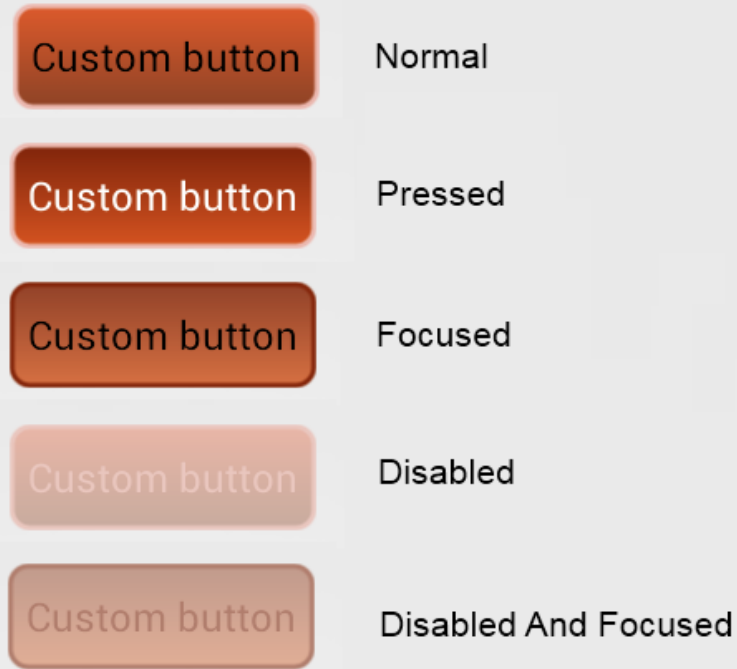 Custom button Normal
Custom button Pressed
Custom button Focused
Custom button Disabled
Custom button Disabled And Focused